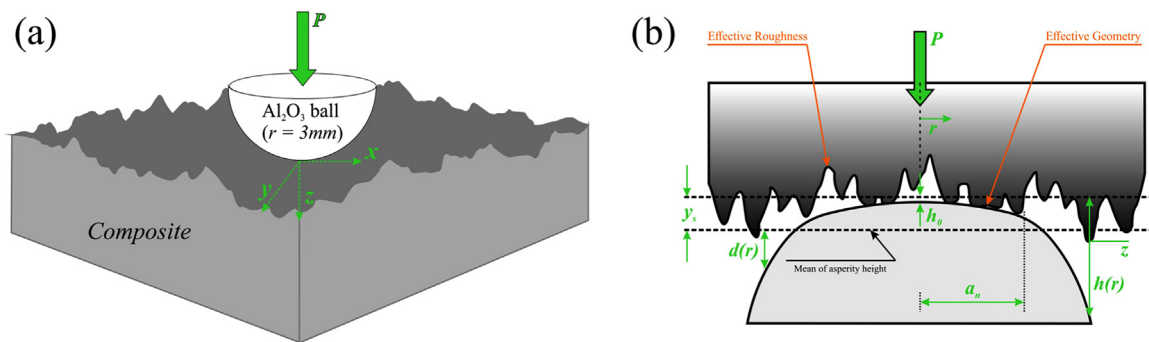 (a)
P
Al₂O₃ ball
(r = 3mm)
x
y
z
Composite
(b)
Effective Roughness
P
Effective Geometry
r
yₛ
h₀
d(r)
Mean of asperity height
z
aₙ
h(r)